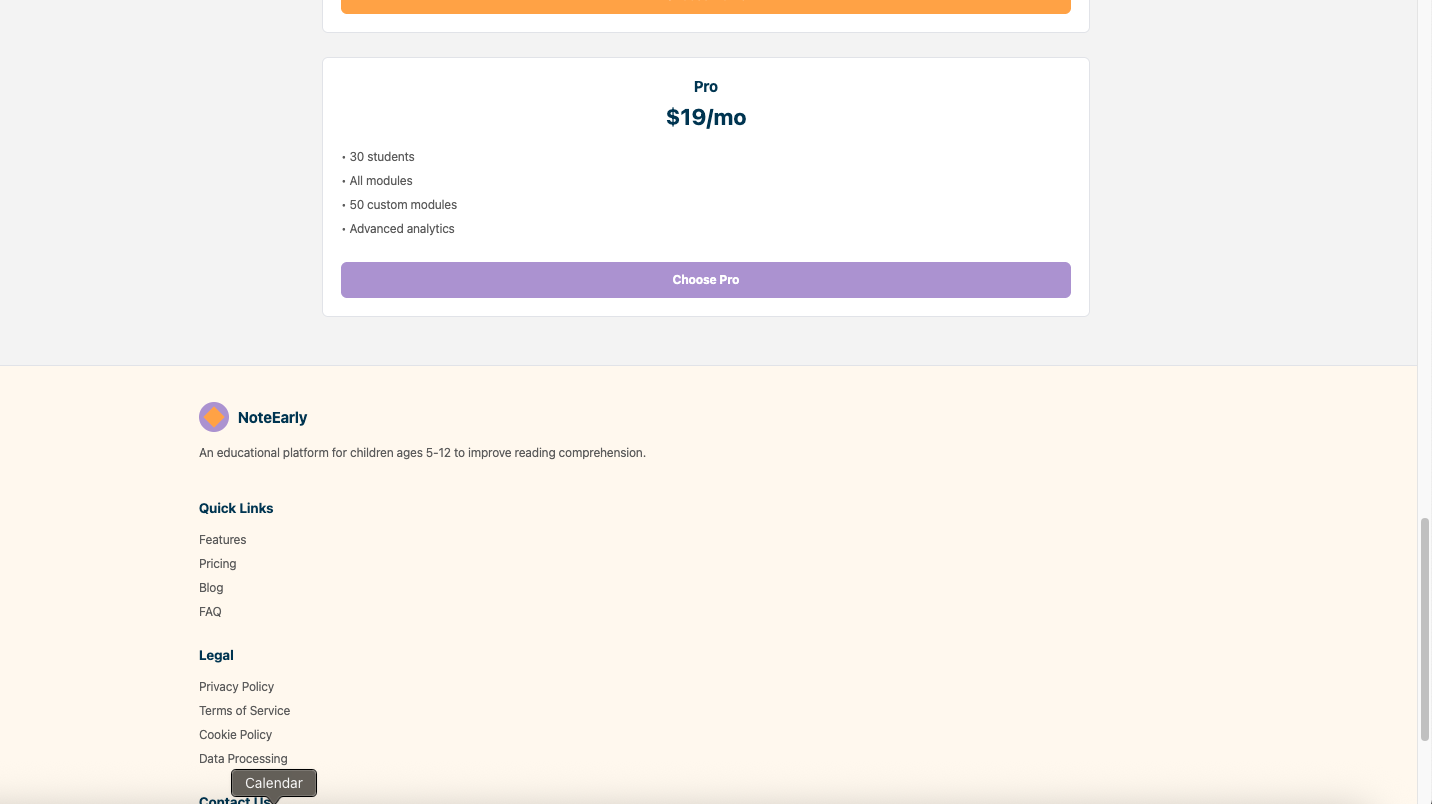 Pro
$19/mo
• 30 students
• All modules
• 50 custom modules
• Advanced analytics
Choose Pro
NoteEarly
An educational platform for children ages 5-12 to improve reading comprehension.
Quick Links
Features
Pricing
Blog
FAQ
Legal
Privacy Policy
Terms of Service
Cookie Policy
Data Processing
Calendar
Contact Us